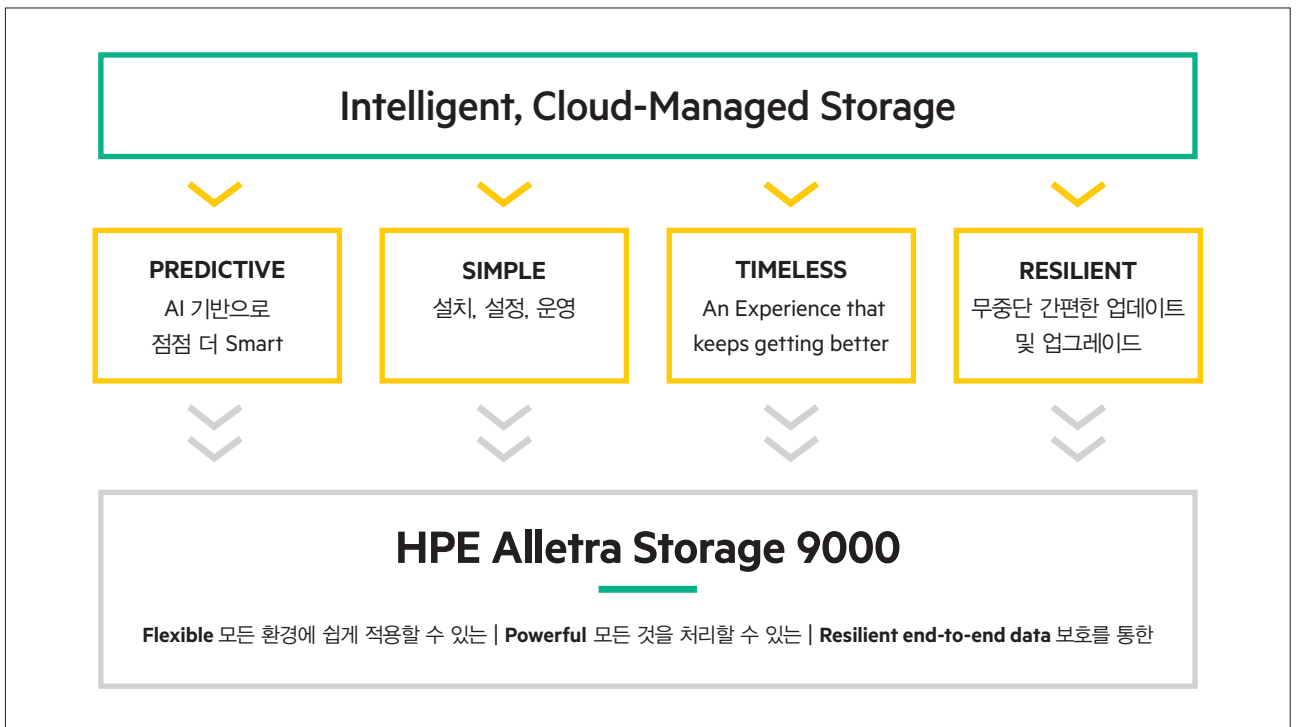 Intelligent, Cloud-Managed Storage
PREDICTIVE
AI 기반으로
점점 더 Smart
SIMPLE
설치, 설정, 운영
TIMELESS
An Experience that
keeps getting better
RESILIENT
무중단 간편한 업데이트
및 업그레이드
HPE Alletra Storage 9000
Flexible 모든 환경에 쉽게 적용할 수 있는 | Powerful 모든 것을 처리할 수 있는 | Resilient end-to-end data 보호를 통한